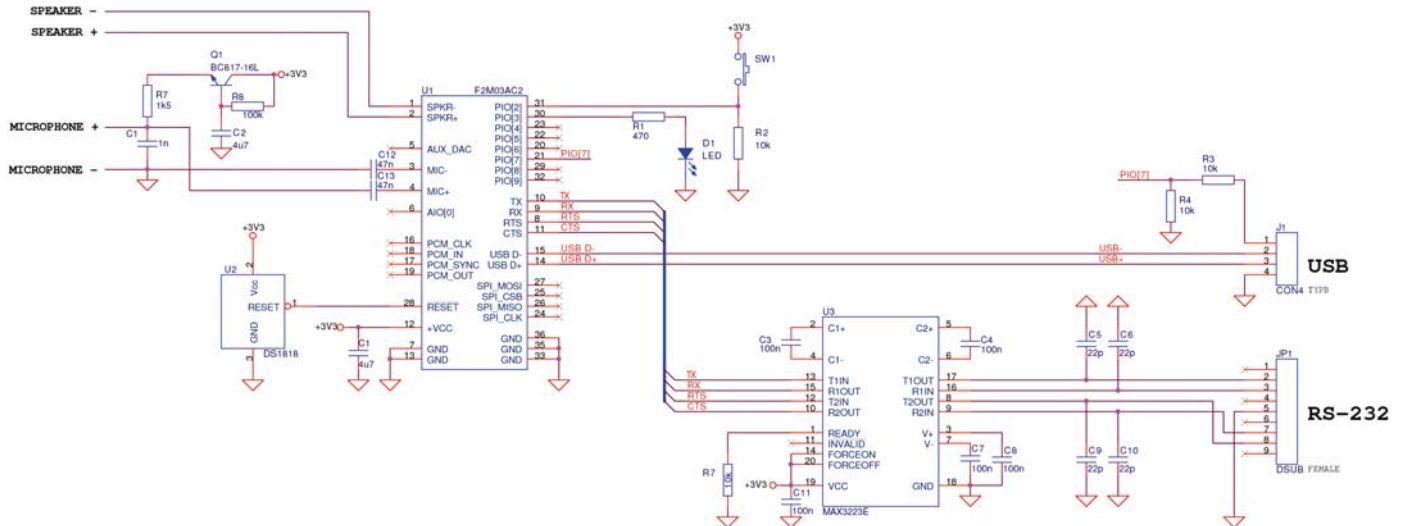 SPEAKER -
SPEAKER +
Q1
BC817-16L
+3V3
R7
1k5
R8
100k
MICROPHONE +
C1
1n
C2
4u7
MICROPHONE -
C12
47n
C13
47n
U1
F2M03AC2
1 SPKR-
2 SPKR+
5 AUX_DAC
3 MIC-
4 MIC+
6 AIO[0]
16 PCM_CLK
18 PCM_IN
17 PCM_SYNC
19 PCM_OUT
28 RESET
12 +VCC
7 GND
13 GND
PIO[2] 31
PIO[3] 30
PIO[4] 23
PIO[5] 22
PIO[6] 20
PIO[7] 21 PIO[7]
PIO[8] 29
PIO[9] 32
TX 10 TX
RX 9 RX
RTS 8 RTS
CTS 11 CTS
USB D- 15 USB D-
USB D+ 14 USB D+
SPI_MOSI 27
SPI_CSB 25
SPI_MISO 26
SPI_CLK 24
GND 36
GND 35
GND 33
+3V3
SW1
R1
470
D1
LED
R2
10k
PIO[7]
R3
10k
R4
10k
USB-
USB+
J1
1
2
3
4
CON4 TYPB
USB
+3V3
2
U2
Vcc
RESET 1
GND
3
DS1818
+3V3
C1
4u7
U3
2 C1+
4 C1-
13 T1IN
15 R1OUT
12 T2IN
10 R2OUT
1 READY
11 INVALID
14 FORCEON
20 FORCEOFF
19 VCC
C2+ 5
C2- 6
T1OUT 17
R1IN 16
T2OUT 8
R2IN 9
V+ 3
V- 7
GND 18
MAX3223E
C3
100n
C4
100n
TX
RX
RTS
CTS
R7
10k
+3V3
C11
100n
C7
100n
C8
100n
C5
22p
C6
22p
C9
22p
C10
22p
JP1
1
2
3
4
5
6
7
8
9
DSUB FEMALE
RS-232